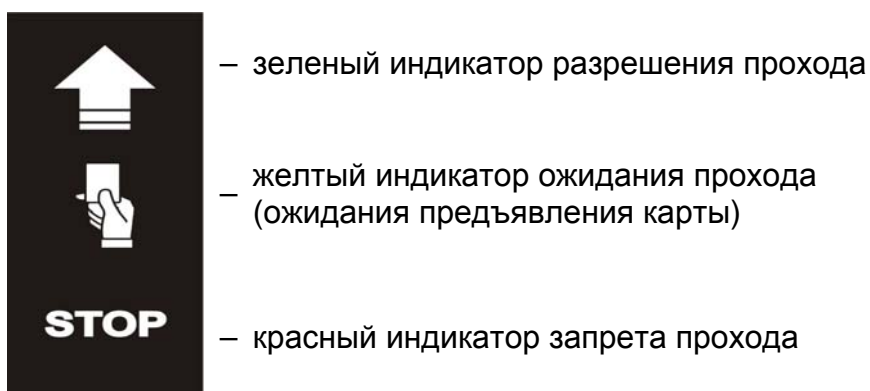 – зеленый индикатор разрешения прохода
– желтый индикатор ожидания прохода
(ожидания предъявления карты)
STOP
– красный индикатор запрета прохода